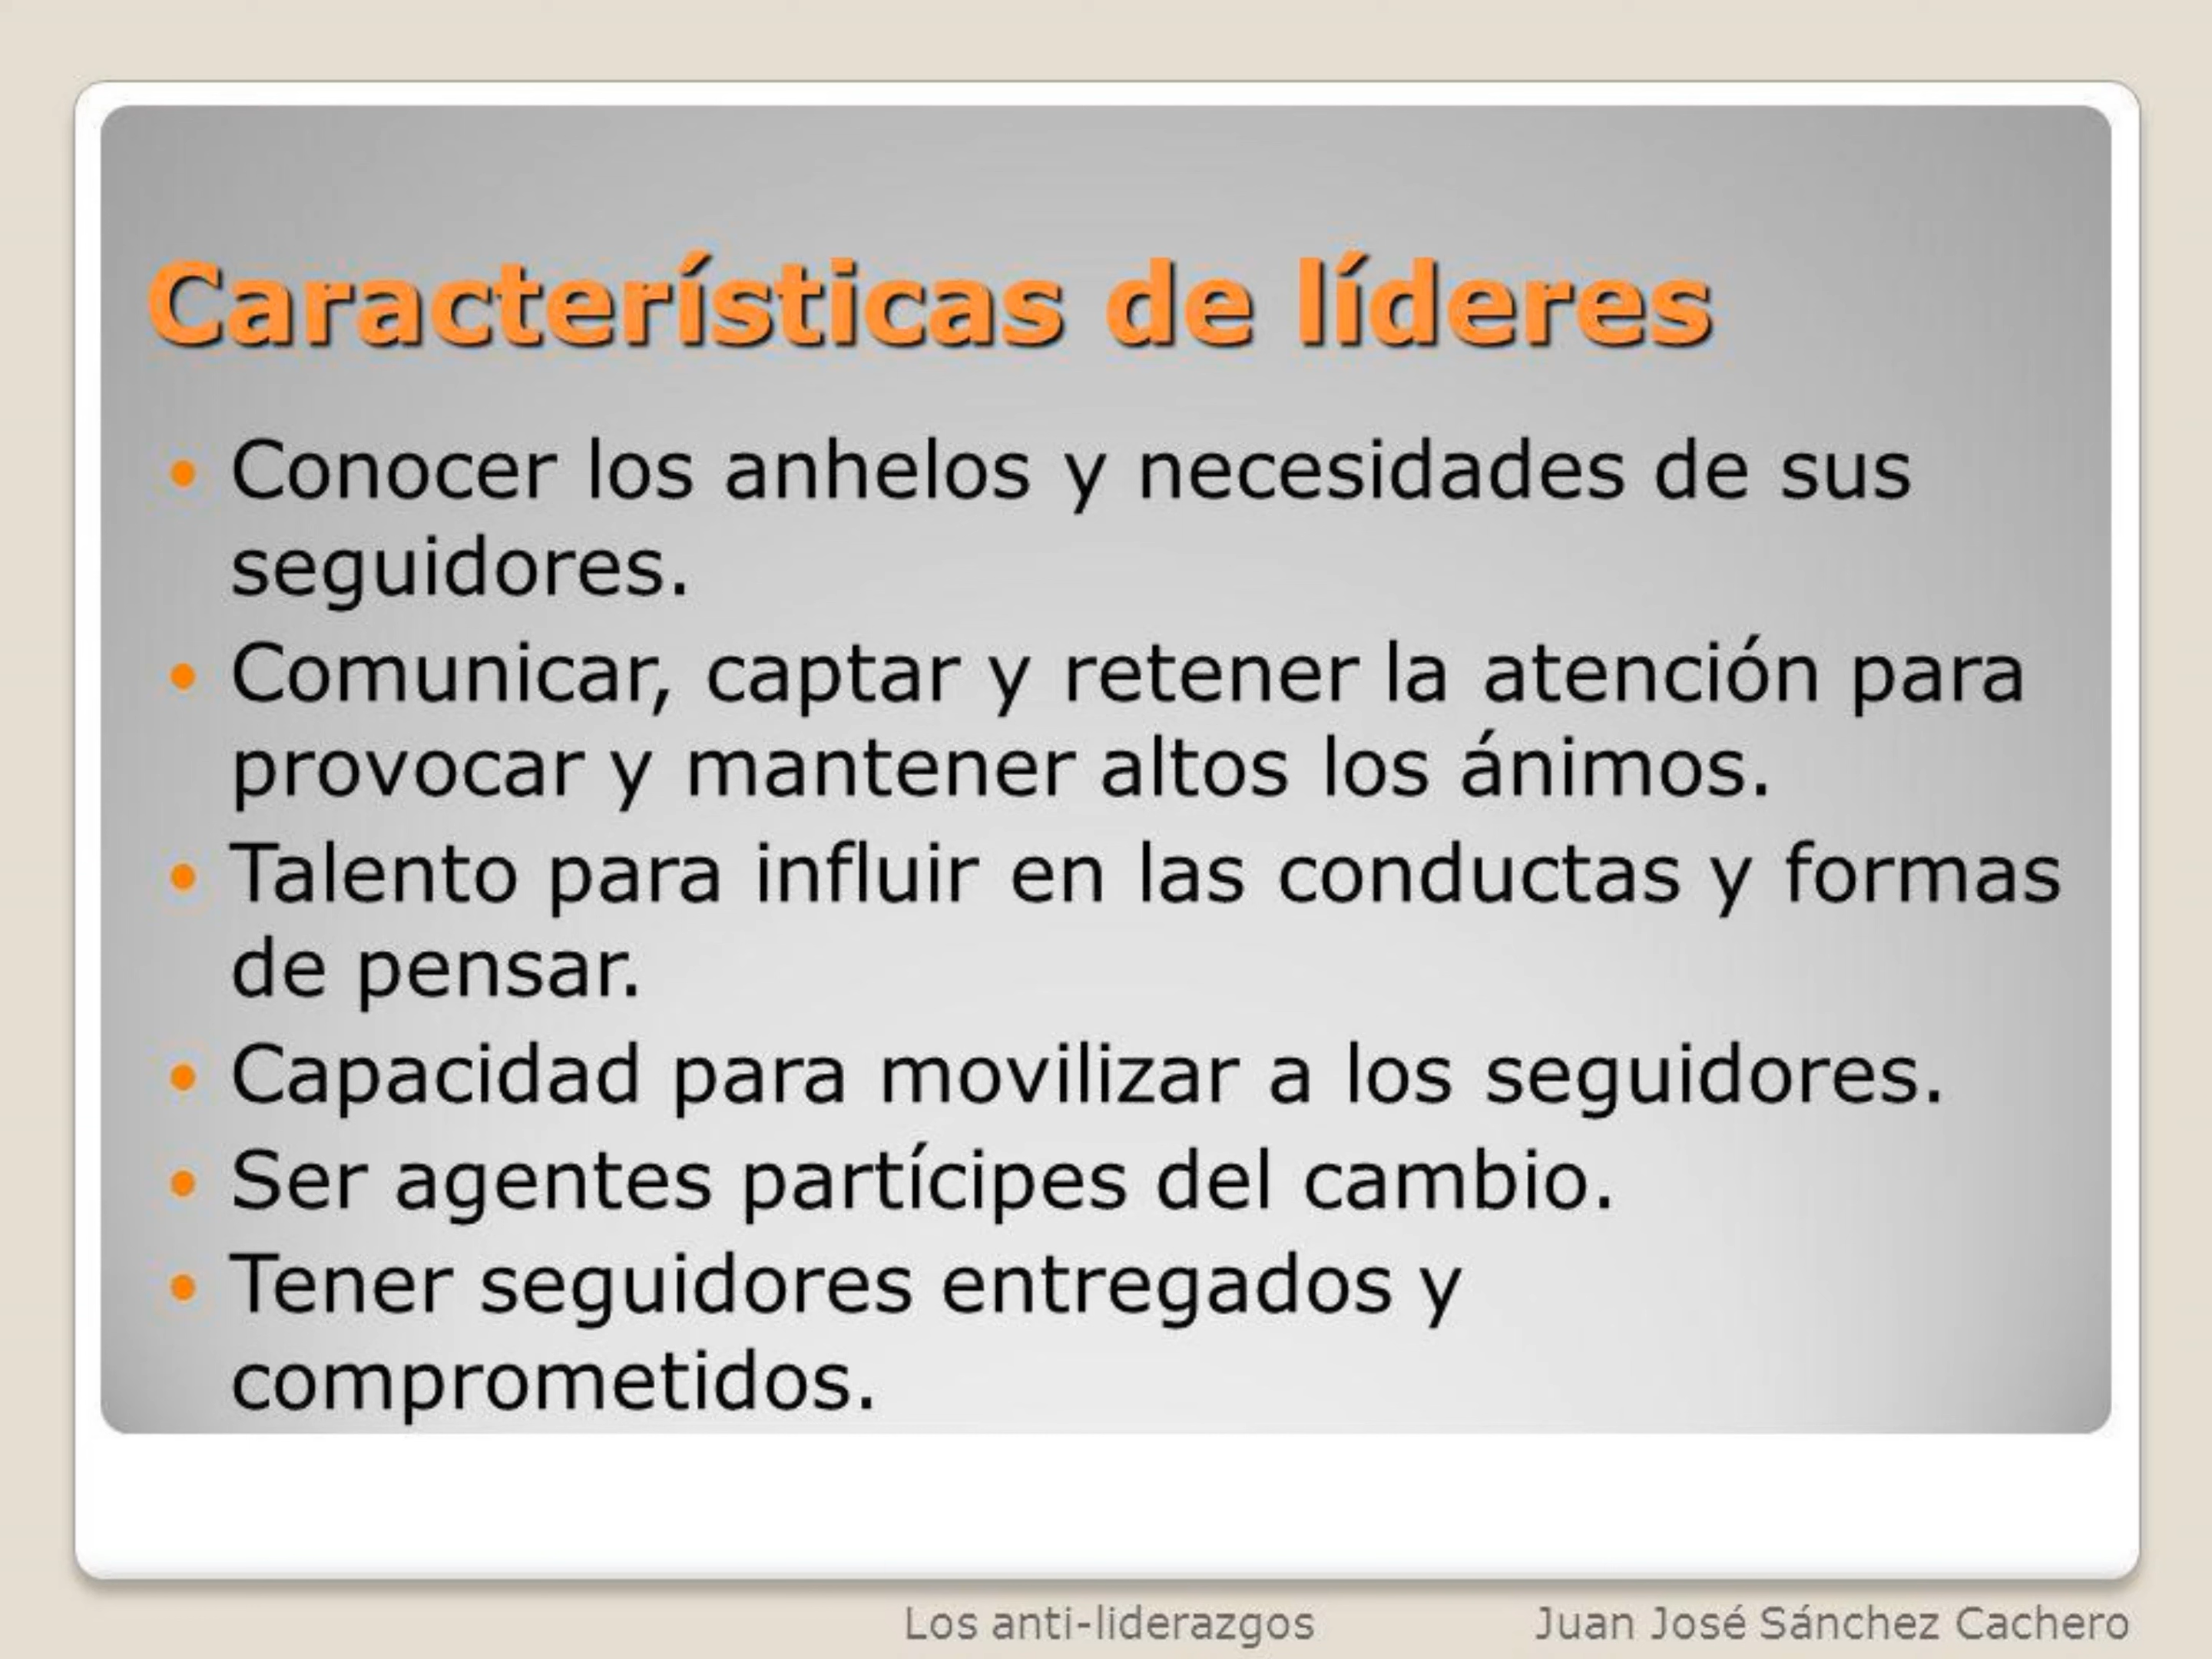 Características de líderes
• Conocer los anhelos y necesidades de sus
seguidores.
• Comunicar, captar y retener la atención para
provocar y mantener altos los ánimos.
• Talento para influir en las conductas y formas
de pensar.
• Capacidad para movilizar a los seguidores.
• Ser agentes partícipes del cambio.
• Tener seguidores entregados y
comprometidos.
Los anti-liderazgos Juan José Sánchez Cachero